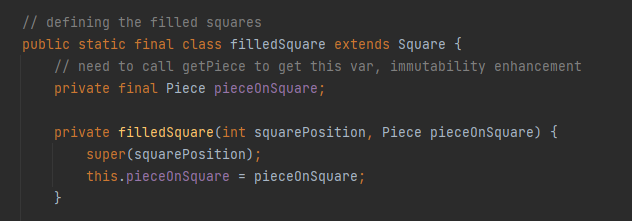 // defining the filled squares
public static final class filledSquare extends Square {
// need to call getPiece to get this var, immutability enhancement
private final Piece pieceOnSquare;
private filledSquare(int squarePosition, Piece pieceOnSquare) {
super(squarePosition);
this.pieceOnSquare = pieceOnSquare;
}